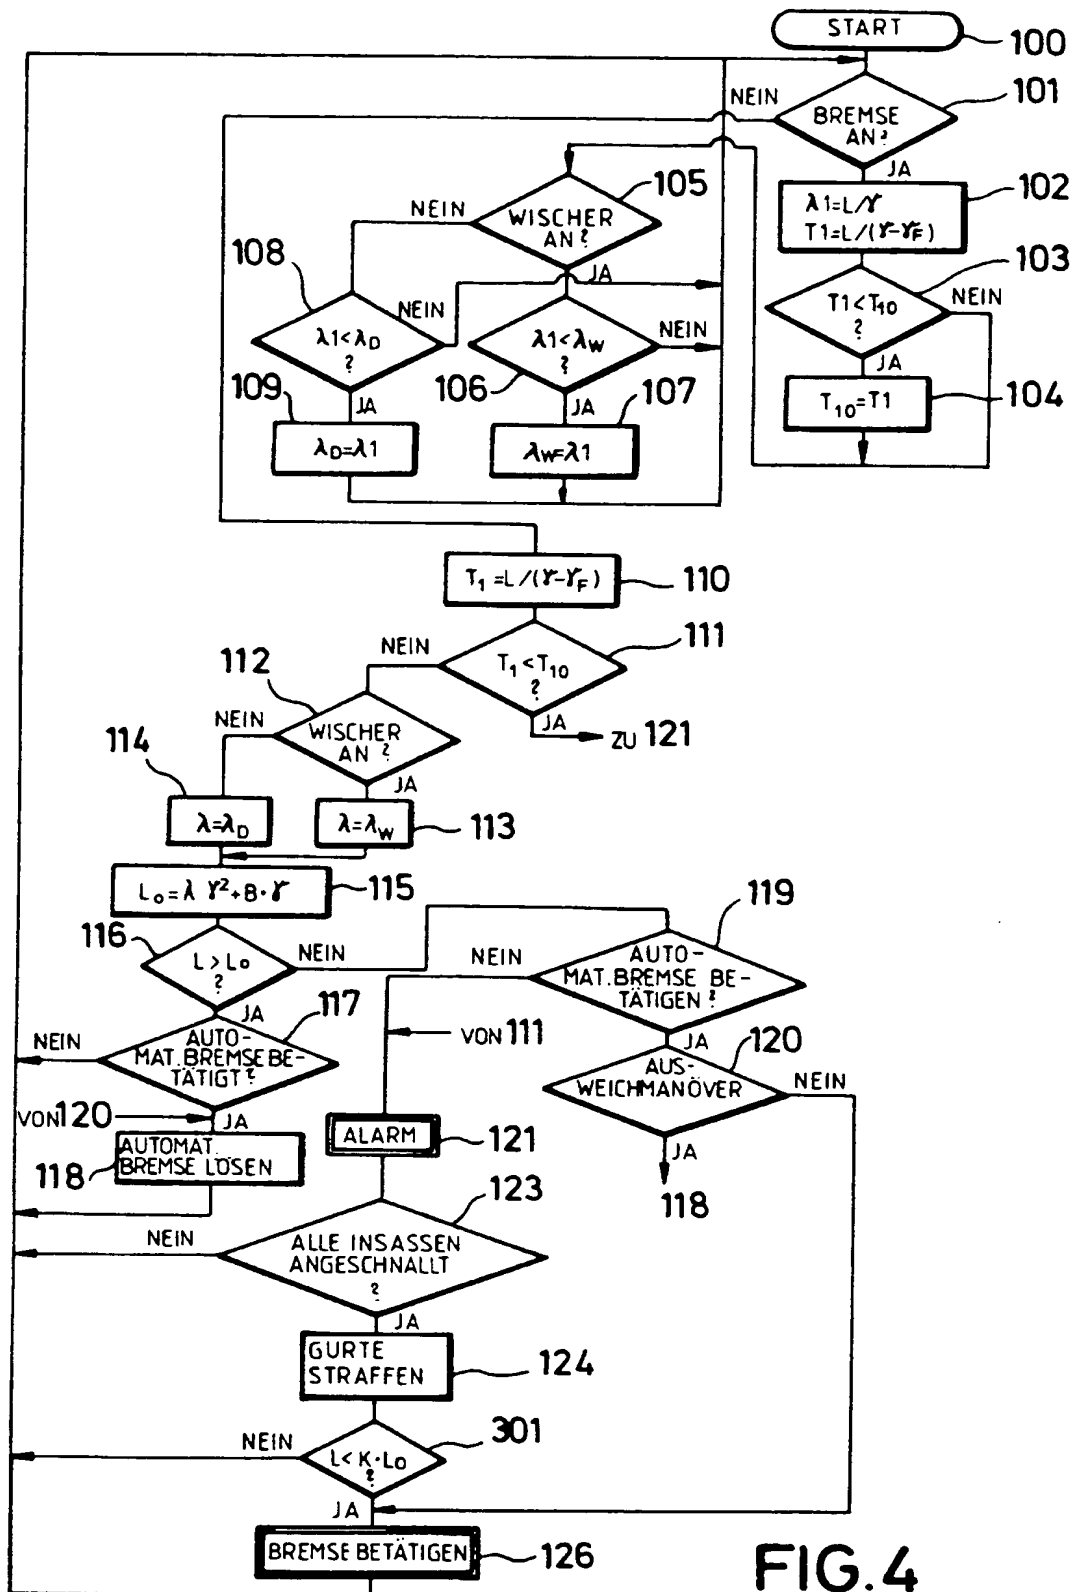 START
100
101
NEIN
BREMSE
AN?
JA
102
λ1=L/γ
T1=L/(γ-γF)
103
T1<T10
?
NEIN
JA
104
T10=T1
105
NEIN
WISCHER
AN?
JA
108
NEIN
λ1<λD
?
λ1<λW
?
NEIN
109
JA
106
JA
107
λD=λ1
λW=λ1
T1=L/(γ-γF)
110
111
NEIN
T1<T10
?
JA
ZU 121
112
NEIN
WISCHER
AN?
JA
114
λ=λD
λ=λW
113
L0=λ γ²+B·γ
115
116
L>L0
?
NEIN
JA
119
NEIN
AUTO-
MAT.BREMSE BE-
TÄTIGEN?
JA
117
NEIN
AUTO-
MAT.BREMSE BE-
TÄTIGT?
JA
VON 111
120
AUS-
WEICHMANÖVER
NEIN
JA
118
VON 120
118
AUTOMAT.
BREMSE LÖSEN
ALARM
121
123
NEIN
ALLE INSASSEN
ANGESCHNALLT
?
JA
GURTE
STRAFFEN
124
301
NEIN
L<K·L0
?
JA
BREMSE BETÄTIGEN
126
FIG.4